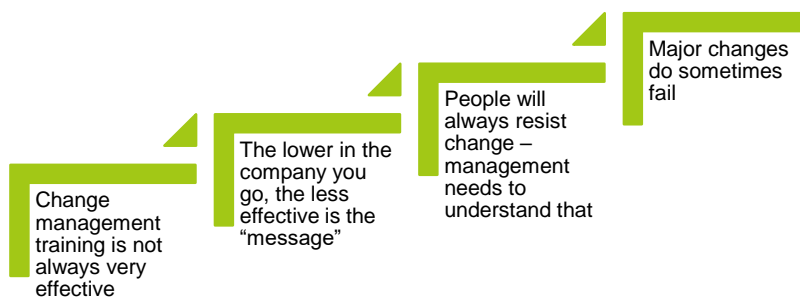 Change
management
training is not
always very
effective
The lower in the
company you
go, the less
effective is the
“message”
People will
always resist
change –
management
needs to
understand that
Major changes
do sometimes
fail